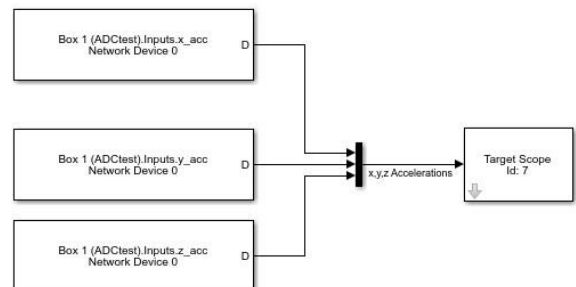 Box 1 (ADCtest).Inputs.x_acc
Network Device 0
D
Box 1 (ADCtest).Inputs.y_acc
Network Device 0
D
x,y,z Accelerations
Target Scope
Id: 7
Box 1 (ADCtest).Inputs.z_acc
Network Device 0
D